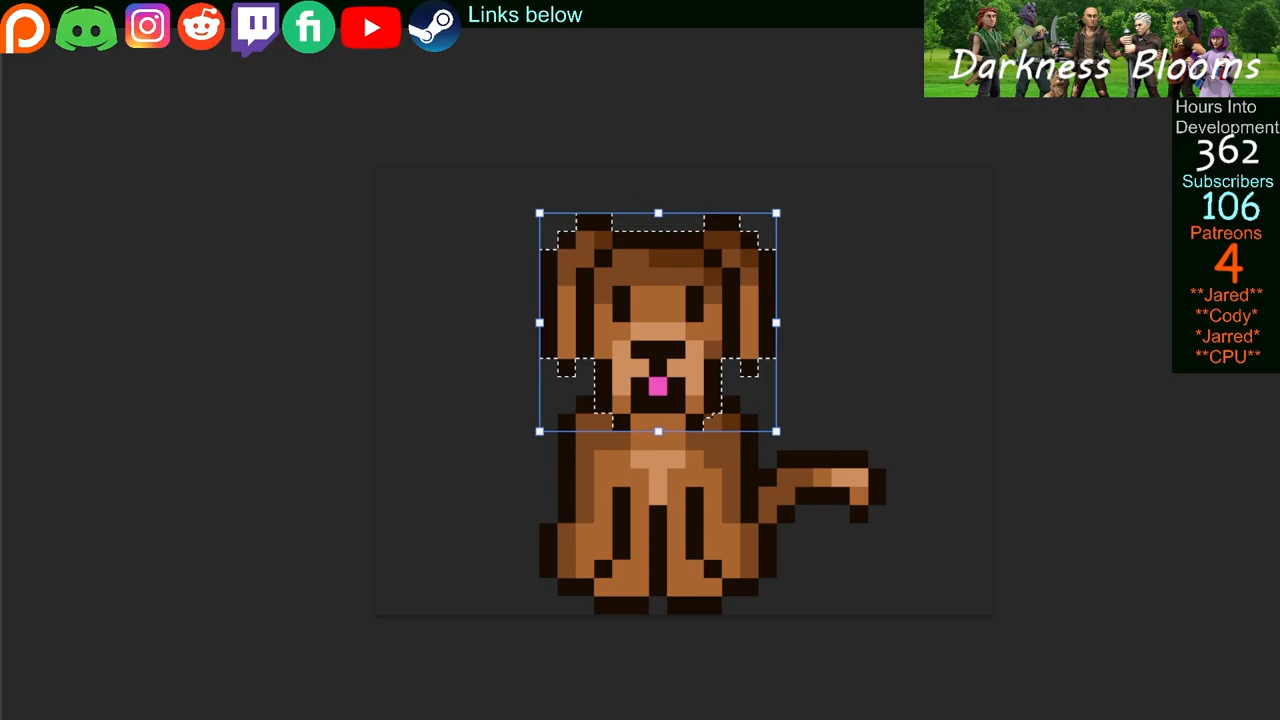 Links below
Darkness Blooms
Hours Into
Development
362
Subscribers
106
Patreons
4
**Jared**
**Cody*
*Jarred*
**CPU**